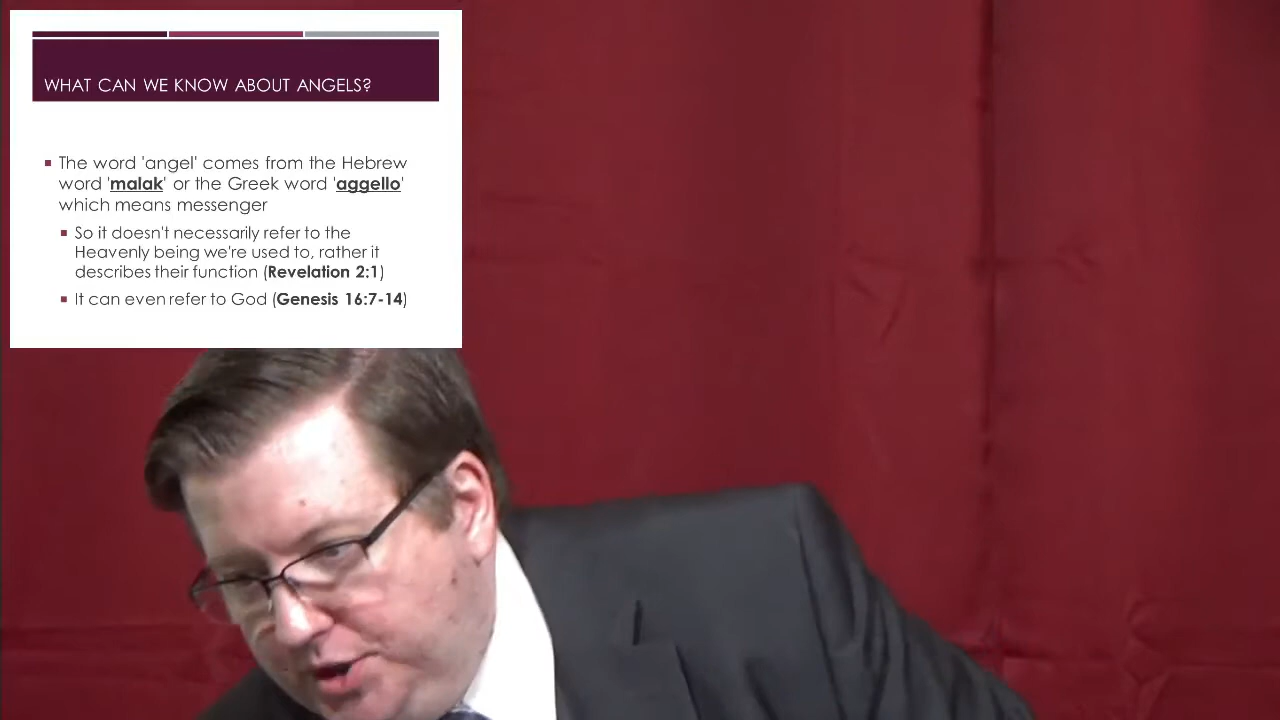 WHAT CAN WE KNOW ABOUT ANGELS?
The word 'angel' comes from the Hebrew
word 'malak' or the Greek word 'aggello'
which means messenger
So it doesn't necessarily refer to the
Heavenly being we're used to, rather it
describes their function (Revelation 2:1)
It can even refer to God (Genesis 16:7-14)